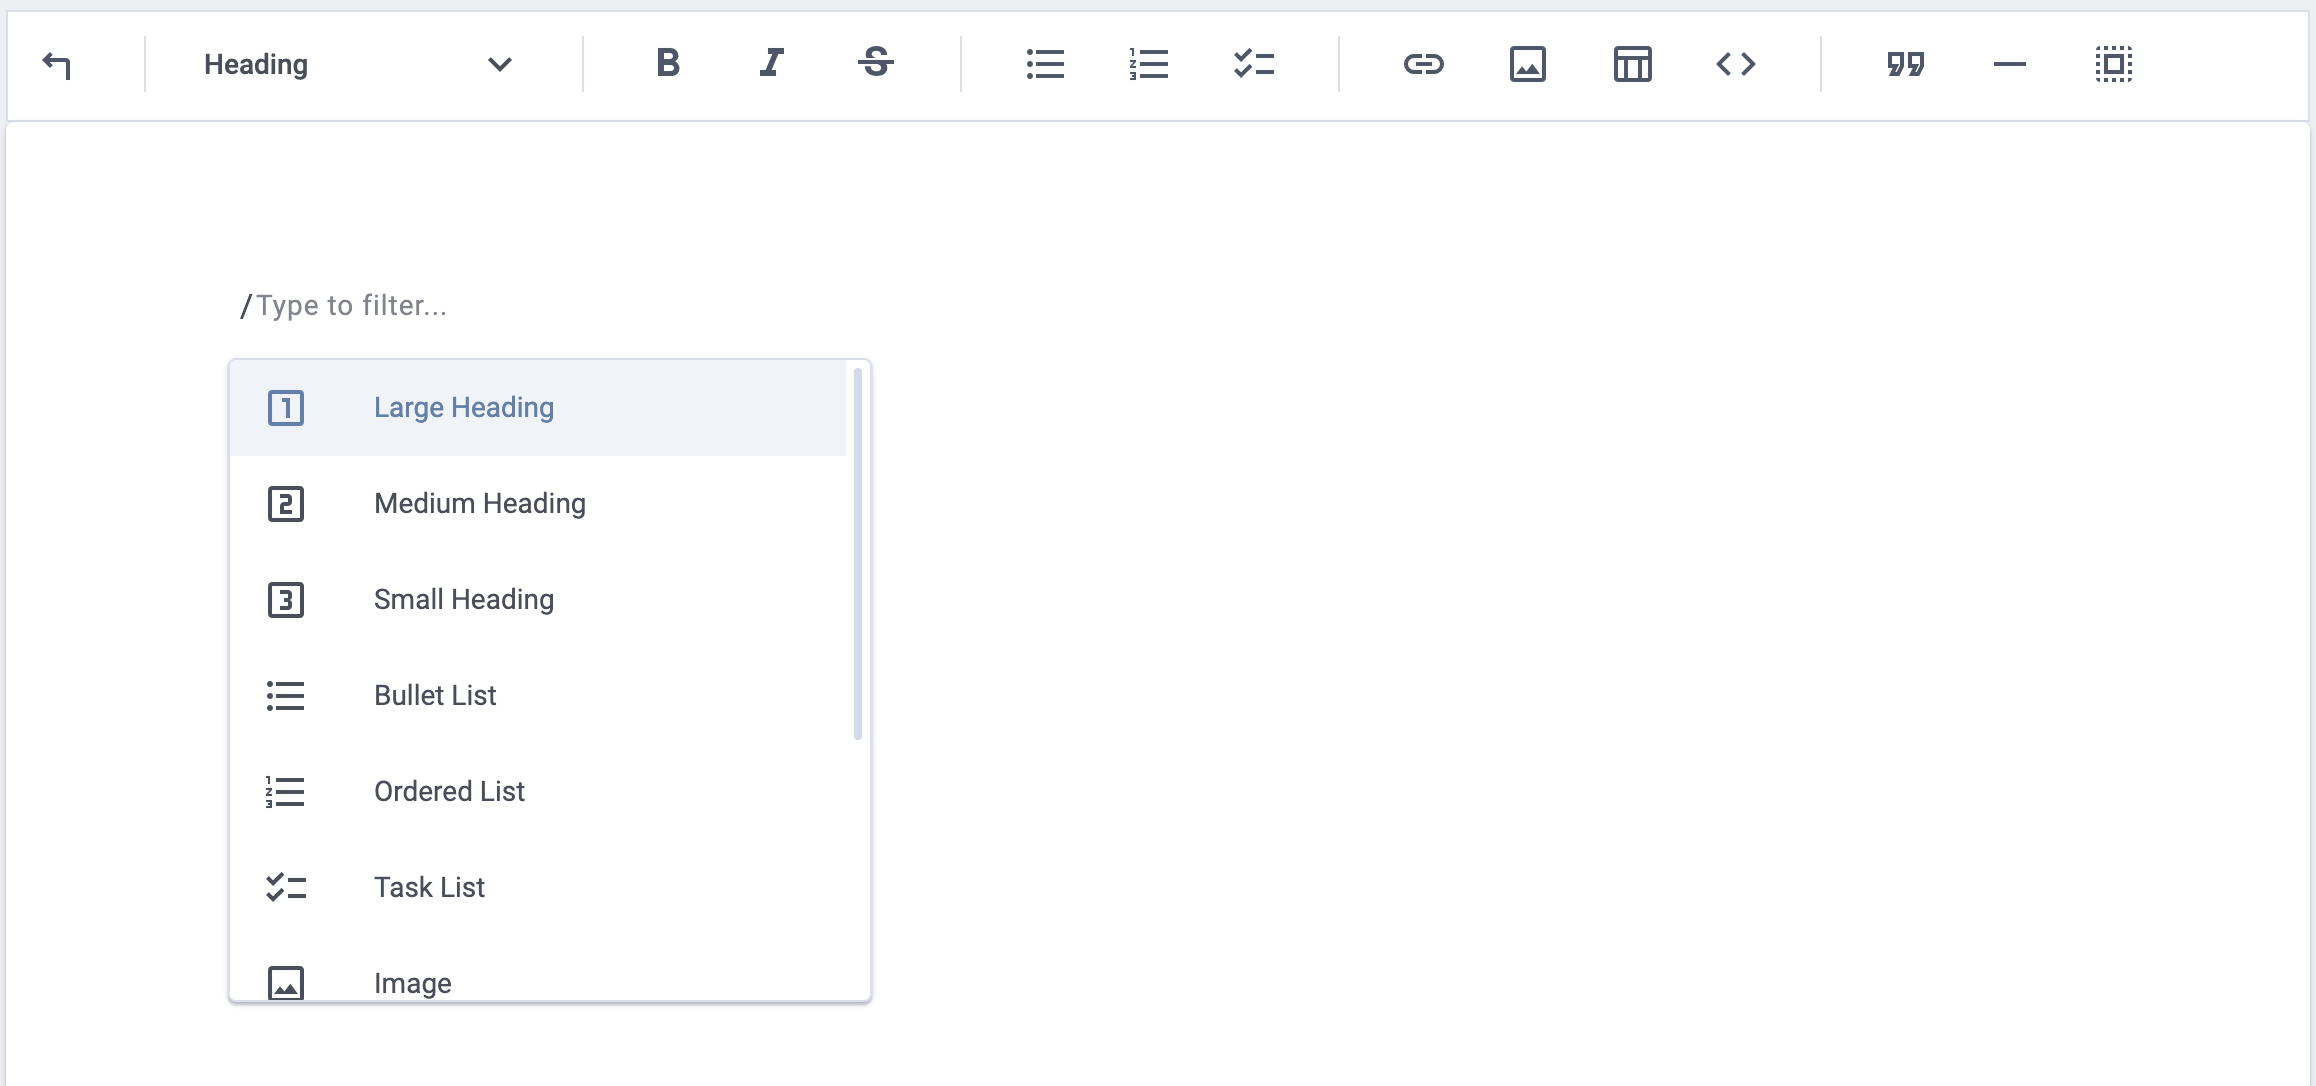 Heading
/Type to filter...
Large Heading
Medium Heading
Small Heading
Bullet List
Ordered List
Task List
Image